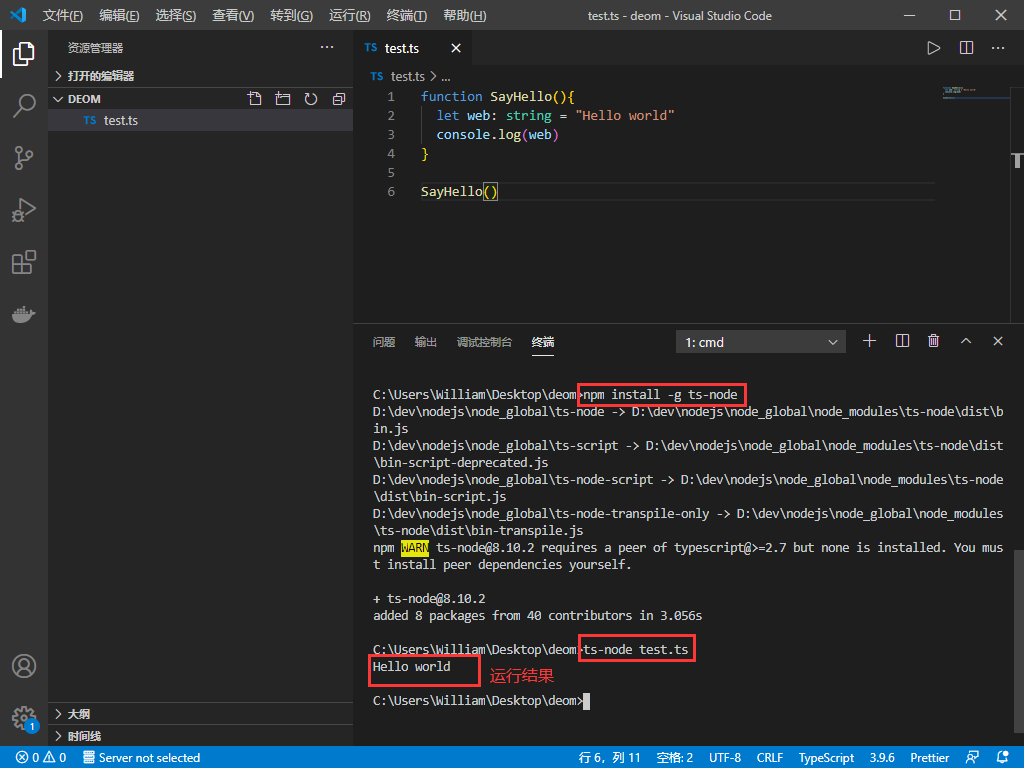 文件(F) 编辑(E) 选择(S) 查看(V) 转到(G) 运行(R) 终端(T) 帮助(H) test.ts - deom - Visual Studio Code
资源管理器
打开的编辑器
DEOM
TS test.ts
大纲
时间线
1
TS test.ts
TS test.ts > ...
1 function SayHello(){
2 let web: string = "Hello world"
3 console.log(web)
4 }
5
6 SayHello()
问题 输出 调试控制台 终端 1: cmd
C:\Users\William\Desktop\deom>npm install -g ts-node
D:\dev\nodejs\node_global\ts-node -> D:\dev\nodejs\node_global\node_modules\ts-node\dist\b
in.js
D:\dev\nodejs\node_global\ts-script -> D:\dev\nodejs\node_global\node_modules\ts-node\dist
\bin-script-deprecated.js
D:\dev\nodejs\node_global\ts-node-script -> D:\dev\nodejs\node_global\node_modules\ts-node
\dist\bin-script.js
D:\dev\nodejs\node_global\ts-node-transpile-only -> D:\dev\nodejs\node_global\node_modules
\ts-node\dist\bin-transpile.js
npm WARN ts-node@8.10.2 requires a peer of typescript@>=2.7 but none is installed. You mus
t install peer dependencies yourself.
+ ts-node@8.10.2
added 8 packages from 40 contributors in 3.056s
C:\Users\William\Desktop\deom>ts-node test.ts
Hello world 运行结果
C:\Users\William\Desktop\deom>
0 0 Server not selected 行 6，列 11 空格: 2 UTF-8 CRLF TypeScript 3.9.6 Prettier